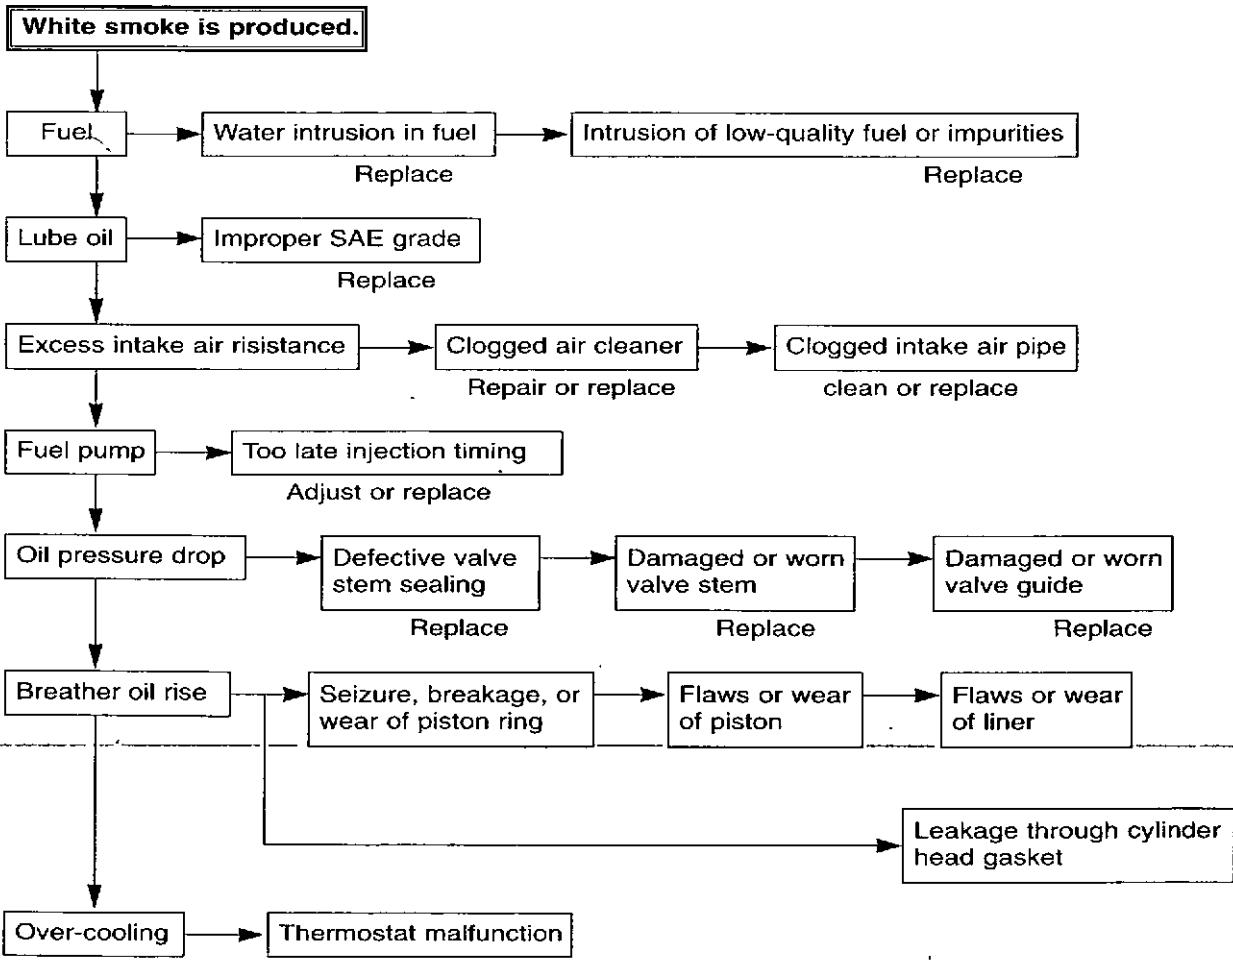 White smoke is produced.
Fuel
Water intrusion in fuel
Intrusion of low-quality fuel or impurities
Replace
Replace
Lube oil
Improper SAE grade
Replace
Excess intake air risistance
Clogged air cleaner
Clogged intake air pipe
Repair or replace
clean or replace
Fuel pump
Too late injection timing
Adjust or replace
Oil pressure drop
Defective valve
stem sealing
Damaged or worn
valve stem
Damaged or worn
valve guide
Replace
Replace
Replace
Breather oil rise
Seizure, breakage, or
wear of piston ring
Flaws or wear
of piston
Flaws or wear
of liner
Leakage through cylinder
head gasket
Over-cooling
Thermostat malfunction